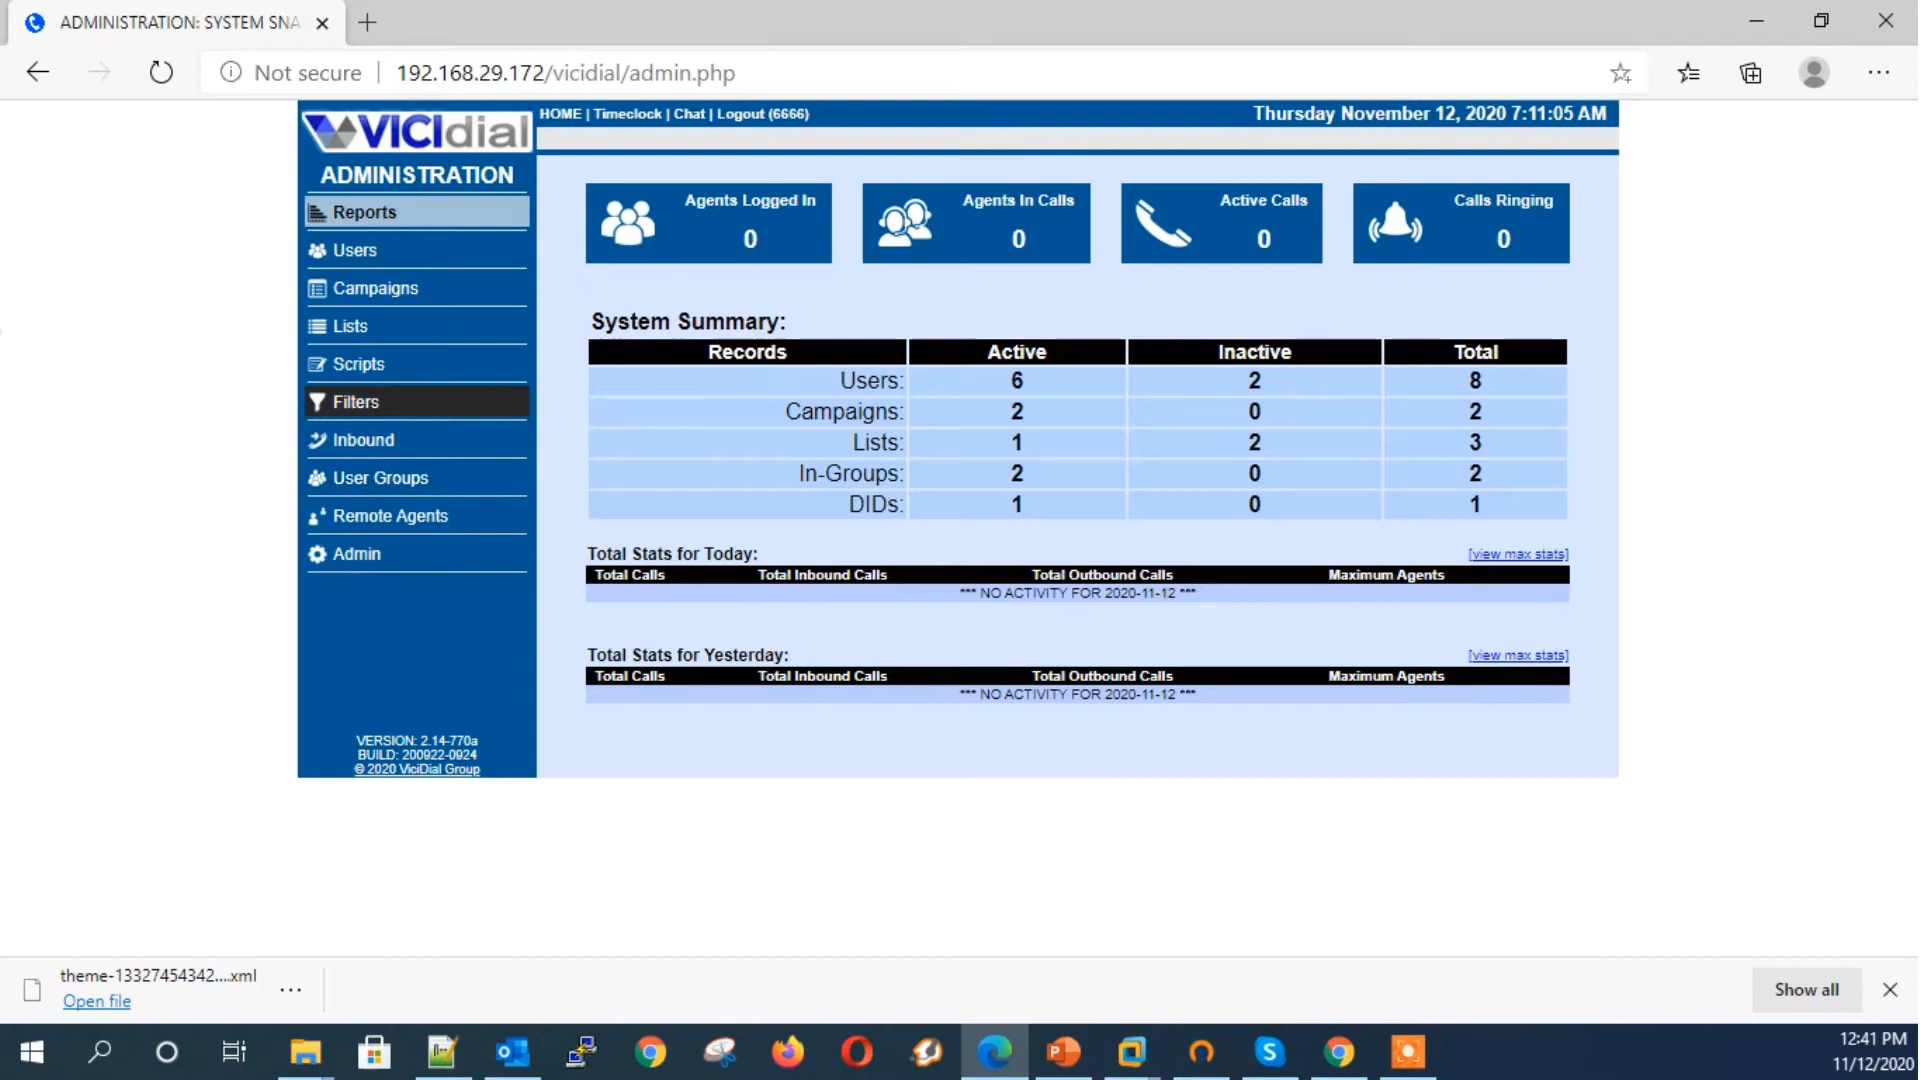 ADMINISTRATION: SYSTEM SNA
Not secure
192.168.29.172/vicidial/admin.php
VICIdial
HOME | Timeclock | Chat | Logout (6666)
Thursday November 12, 2020 7:11:05 AM
ADMINISTRATION
Reports
Users
Campaigns
Lists
Scripts
Filters
Inbound
User Groups
Remote Agents
Admin
VERSION: 2.14-770a
BUILD: 200922-0924
© 2020 ViciDial Group
Agents Logged In
0
Agents In Calls
0
Active Calls
0
Calls Ringing
0
System Summary:
Records Active Inactive Total
Users: 6 2 8
Campaigns: 2 0 2
Lists: 1 2 3
In-Groups: 2 0 2
DIDs: 1 0 1
Total Stats for Today: [view max stats]
Total Calls Total Inbound Calls Total Outbound Calls Maximum Agents
*** NO ACTIVITY FOR 2020-11-12 ***
Total Stats for Yesterday: [view max stats]
Total Calls Total Inbound Calls Total Outbound Calls Maximum Agents
*** NO ACTIVITY FOR 2020-11-12 ***
theme-13327454342....xml
Open file
Show all
12:41 PM
11/12/2020